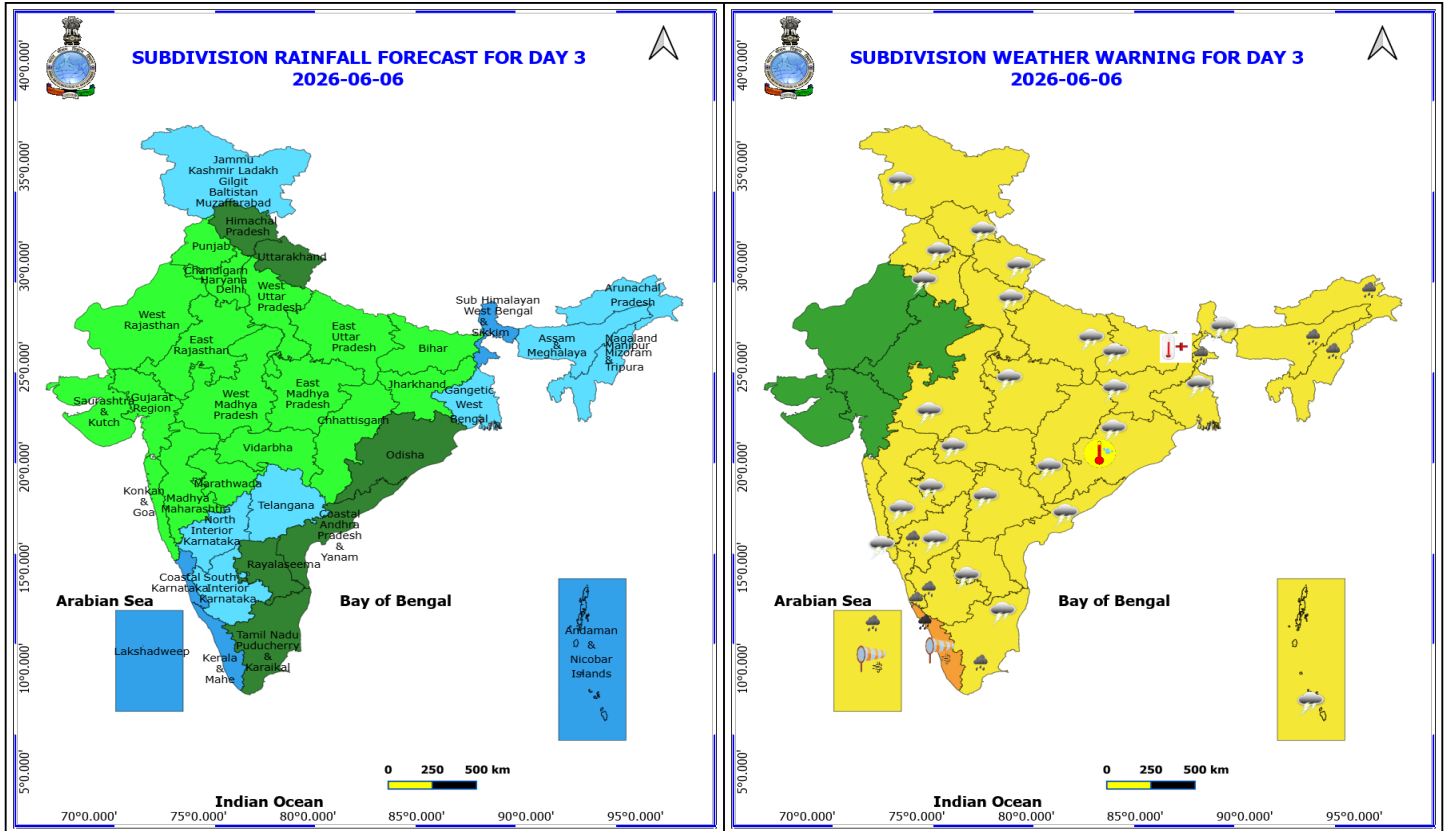 SUBDIVISION RAINFALL FORECAST FOR DAY 3
2026-06-06
40°0.000'
35°0.000'
30°0.000'
25°0.000'
20°0.000'
15°0.000'
10°0.000'
5°0.000'
Jammu
Kashmir Ladakh
Gilgit
Baltistan
Muzaffarabad
Himachal
Pradesh
Punjab
Uttarakhand
Chandigarh
Haryana
Delhi
West
Uttar
Pradesh
West
Rajasthan
East
Rajasthan
East
Uttar
Pradesh
Bihar
Sub Himalayan
West Bengal
&
Sikkim
Arunachal
Pradesh
Assam
&
Meghalaya
Nagaland
Manipur
Mizoram
&
Tripura
Saurashtra
&
Kutch
Gujarat
Region
West
Madhya
Pradesh
East
Madhya
Pradesh
Jharkhand
Gangetic
West
Bengal
Chhattisgarh
Vidarbha
Odisha
Konkan
&
Goa
Madhya
Maharashtra
Marathwada
Telangana
North
Interior
Karnataka
Coastal
Andhra
Pradesh
&
Yanam
Rayalaseema
Coastal
Karnataka
South
Interior
Karnataka
Arabian Sea
Bay of Bengal
Lakshadweep
Kerala
&
Mahe
Tamil Nadu
Puducherry
&
Karaikal
Andaman
&
Nicobar
Islands
0 250 500 km
Indian Ocean
70°0.000' 75°0.000' 80°0.000' 85°0.000' 90°0.000' 95°0.000'
SUBDIVISION WEATHER WARNING FOR DAY 3
2026-06-06
40°0.000'
35°0.000'
30°0.000'
25°0.000'
20°0.000'
15°0.000'
10°0.000'
5°0.000'
Arabian Sea
Bay of Bengal
0 250 500 km
Indian Ocean
70°0.000' 75°0.000' 80°0.000' 85°0.000' 90°0.000' 95°0.000'